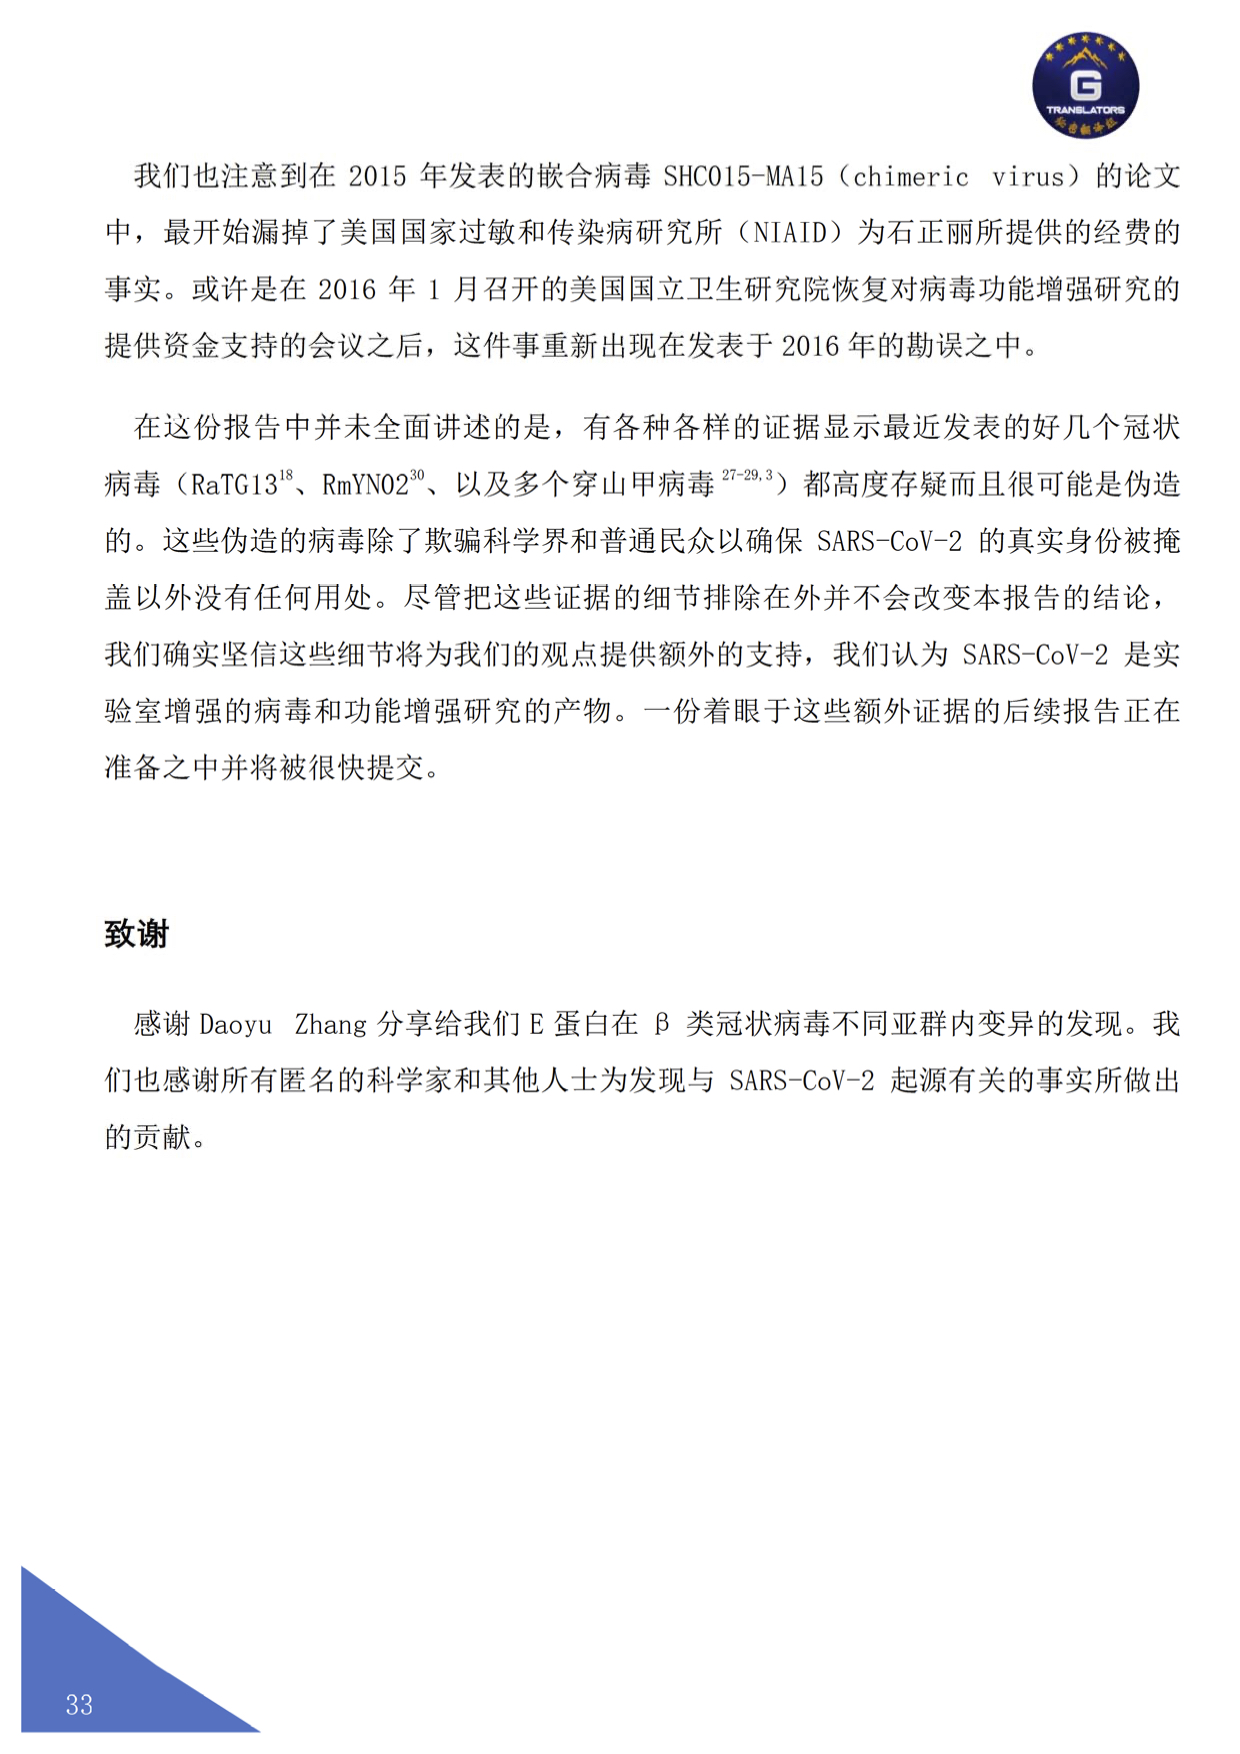 G
TRANSLATORS
我们也注意到在 2015 年发表的嵌合病毒 SHC015-MA15（chimeric virus）的论文
中，最开始漏掉了美国国家过敏和传染病研究所（NIAID）为石正丽所提供的经费的
事实。或许是在 2016 年 1 月召开的美国国立卫生研究院恢复对病毒功能增强研究的
提供资金支持的会议之后，这件事重新出现在发表于 2016 年的勘误之中。
在这份报告中并未全面讲述的是，有各种各样的证据显示最近发表的好几个冠状
病毒（RaTG13¹⁸、RmYN02³⁰、以及多个穿山甲病毒 ²⁷⁻²⁹,³）都高度存疑而且很可能是伪造
的。这些伪造的病毒除了欺骗科学界和普通民众以确保 SARS-CoV-2 的真实身份被掩
盖以外没有任何用处。尽管把这些证据的细节排除在外并不会改变本报告的结论，
我们确实坚信这些细节将为我们的观点提供额外的支持，我们认为 SARS-CoV-2 是实
验室增强的病毒和功能增强研究的产物。一份着眼于这些额外证据的后续报告正在
准备之中并将被很快提交。
致谢
感谢 Daoyu Zhang 分享给我们 E 蛋白在 β 类冠状病毒不同亚群内变异的发现。我
们也感谢所有匿名的科学家和其他人士为发现与 SARS-CoV-2 起源有关的事实所做出
的贡献。
33